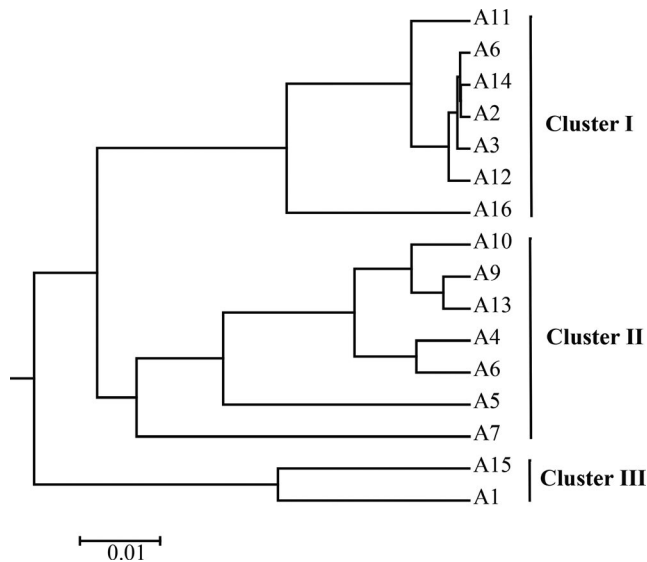 A11
A6
A14
A2
Cluster I
A3
A12
A16
A10
A9
A13
Cluster II
A4
A6
A5
A7
A15
Cluster III
A1
0.01